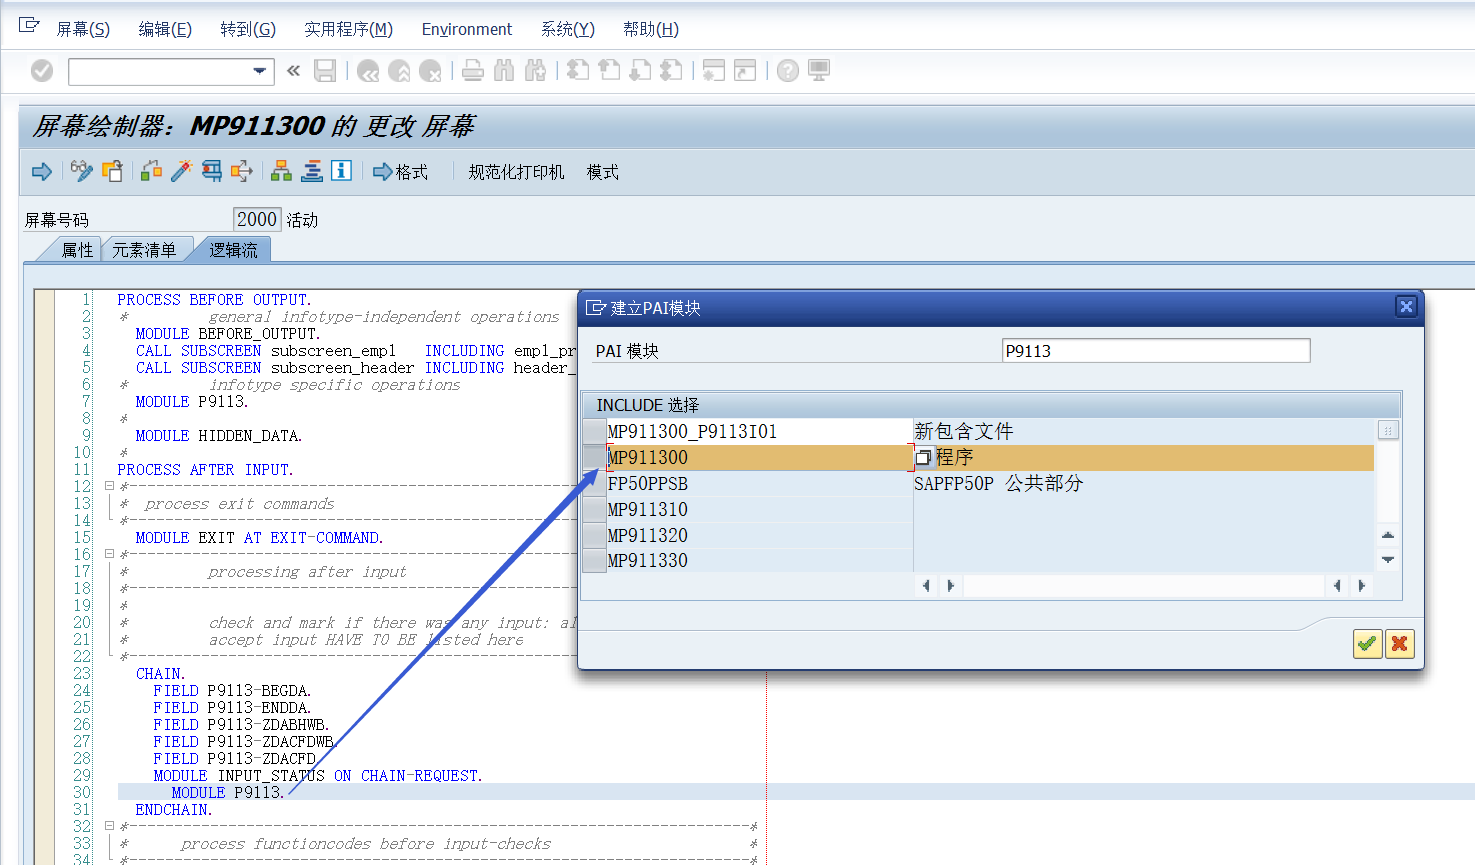 屏幕(S) 编辑(E) 转到(G) 实用程序(M) Environment 系统(Y) 帮助(H)
屏幕绘制器: MP911300 的 更改 屏幕
格式 规范化打印机 模式
屏幕号码 2000 活动
属性 元素清单 逻辑流
1 PROCESS BEFORE OUTPUT.
2 * general infotype-independent operations
3 MODULE BEFORE_OUTPUT.
4 CALL SUBSCREEN subscreen_empl INCLUDING empl_pr
5 CALL SUBSCREEN subscreen_header INCLUDING header_
6 * infotype specific operations
7 MODULE P9113.
8 *
9 MODULE HIDDEN_DATA.
10 *
11 PROCESS AFTER INPUT.
12 *---------------------------------------------------
13 * process exit commands
14 *---------------------------------------------------
15 MODULE EXIT AT EXIT-COMMAND.
16 *---------------------------------------------------
17 * processing after input
18 *---------------------------------------------------
19 *
20 * check and mark if there was any input: al
21 * accept input HAVE TO BE listed here
22 *---------------------------------------------------
23 CHAIN.
24 FIELD P9113-BEGDA.
25 FIELD P9113-ENDDA.
26 FIELD P9113-ZDABHWB.
27 FIELD P9113-ZDACFDWB.
28 FIELD P9113-ZDACFD
29 MODULE INPUT_STATUS ON CHAIN-REQUEST.
30 MODULE P9113.
31 ENDCHAIN.
32 *---------------------------------------------------------------------*
33 * process functioncodes before input-checks *
34 *---------------------------------------------------------------------*
建立PAI模块
PAI 模块 P9113
INCLUDE 选择
MP911300_P9113I01 新包含文件
MP911300 程序
FP50PPSB SAPFP50P 公共部分
MP911310
MP911320
MP911330